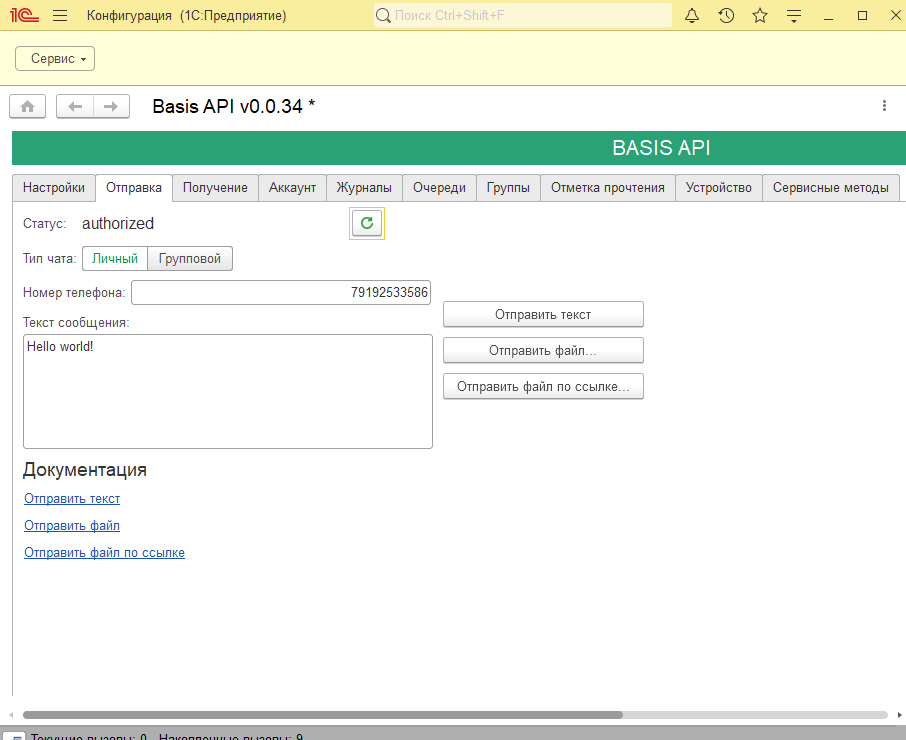 1С Конфигурация (1С:Предприятие) Поиск Ctrl+Shift+F
Сервис
Basis API v0.0.34 *
BASIS API
Настройки Отправка Получение Аккаунт Журналы Очереди Группы Отметка прочтения Устройство Сервисные методы
Статус: authorized
Тип чата: Личный Групповой
Номер телефона: 79192533586
Отправить текст
Текст сообщения:
Hello world!
Отправить файл...
Отправить файл по ссылке...
Документация
Отправить текст
Отправить файл
Отправить файл по ссылке
Текущие вызовы: 0 Накопленные вызовы: 9